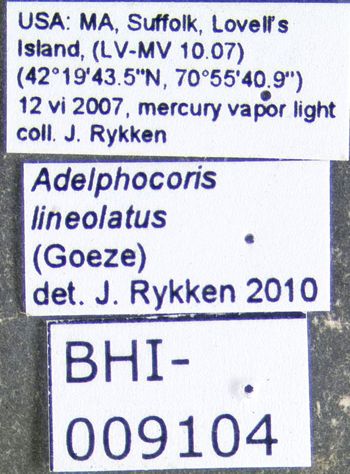 USA: MA, Suffolk, Lovell's
Island, (LV-MV 10.07)
(42°19'43.5"N, 70°55'40.9")
12 vi 2007, mercury vapor light
coll. J. Rykken
Adelphocoris
lineolatus
(Goeze)
det. J. Rykken 2010
BHI-
009104